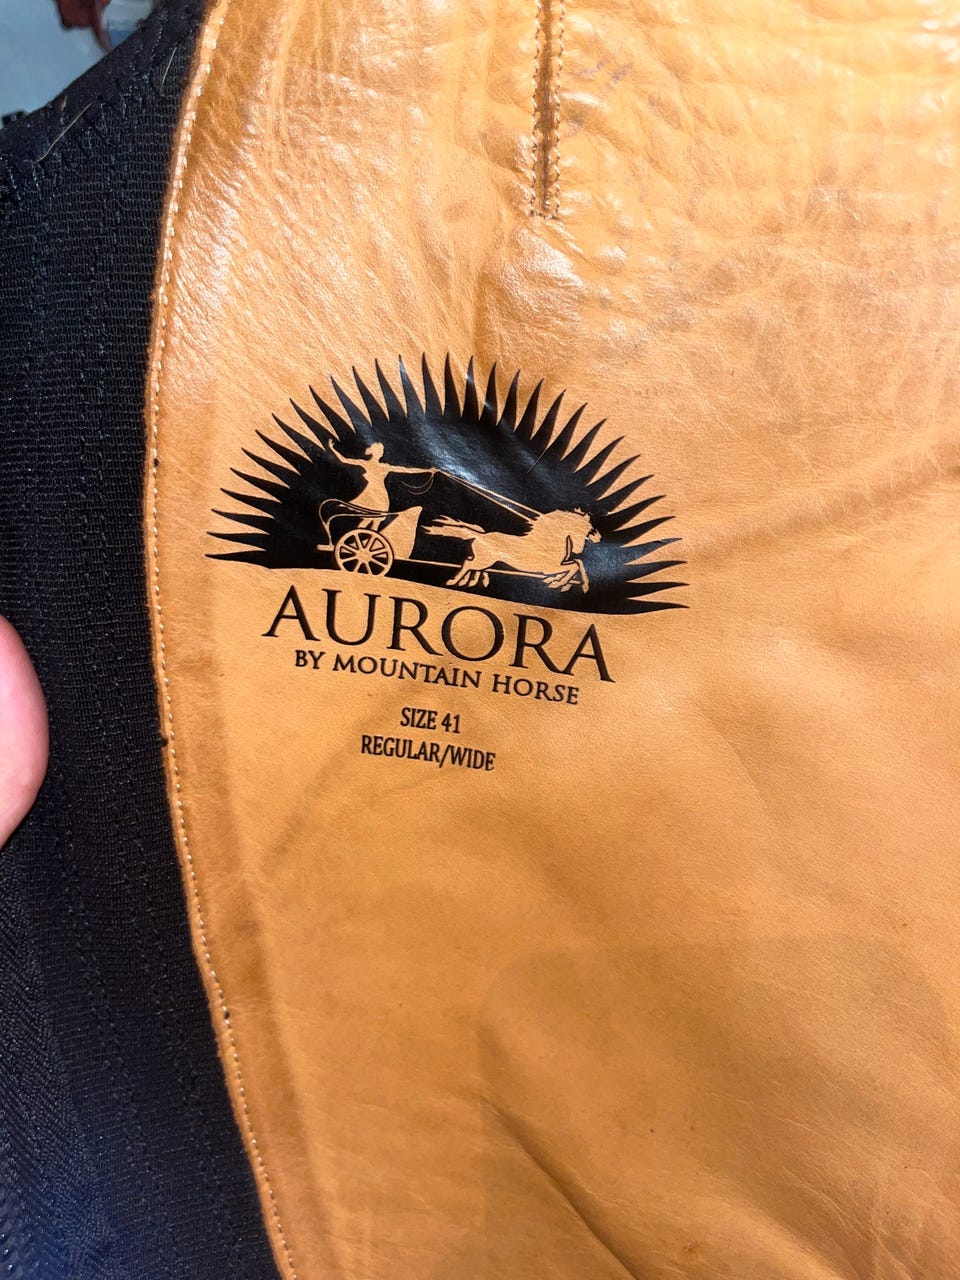 AURORA
BY MOUNTAIN HORSE
SIZE 41
REGULAR/WIDE